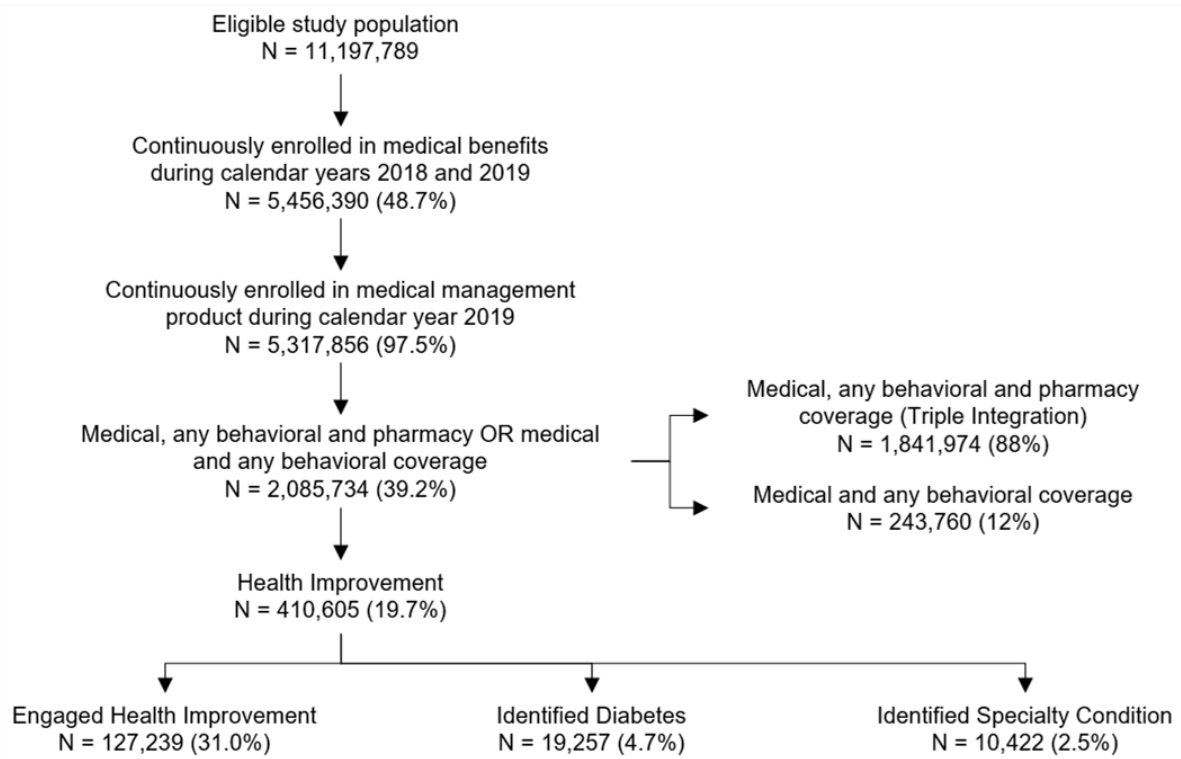 Eligible study population
N = 11,197,789
Continuously enrolled in medical benefits
during calendar years 2018 and 2019
N = 5,456,390 (48.7%)
Continuously enrolled in medical management
product during calendar year 2019
N = 5,317,856 (97.5%)
Medical, any behavioral and pharmacy OR medical
and any behavioral coverage
N = 2,085,734 (39.2%)
Medical, any behavioral and pharmacy
coverage (Triple Integration)
N = 1,841,974 (88%)
Medical and any behavioral coverage
N = 243,760 (12%)
Health Improvement
N = 410,605 (19.7%)
Engaged Health Improvement
N = 127,239 (31.0%)
Identified Diabetes
N = 19,257 (4.7%)
Identified Specialty Condition
N = 10,422 (2.5%)